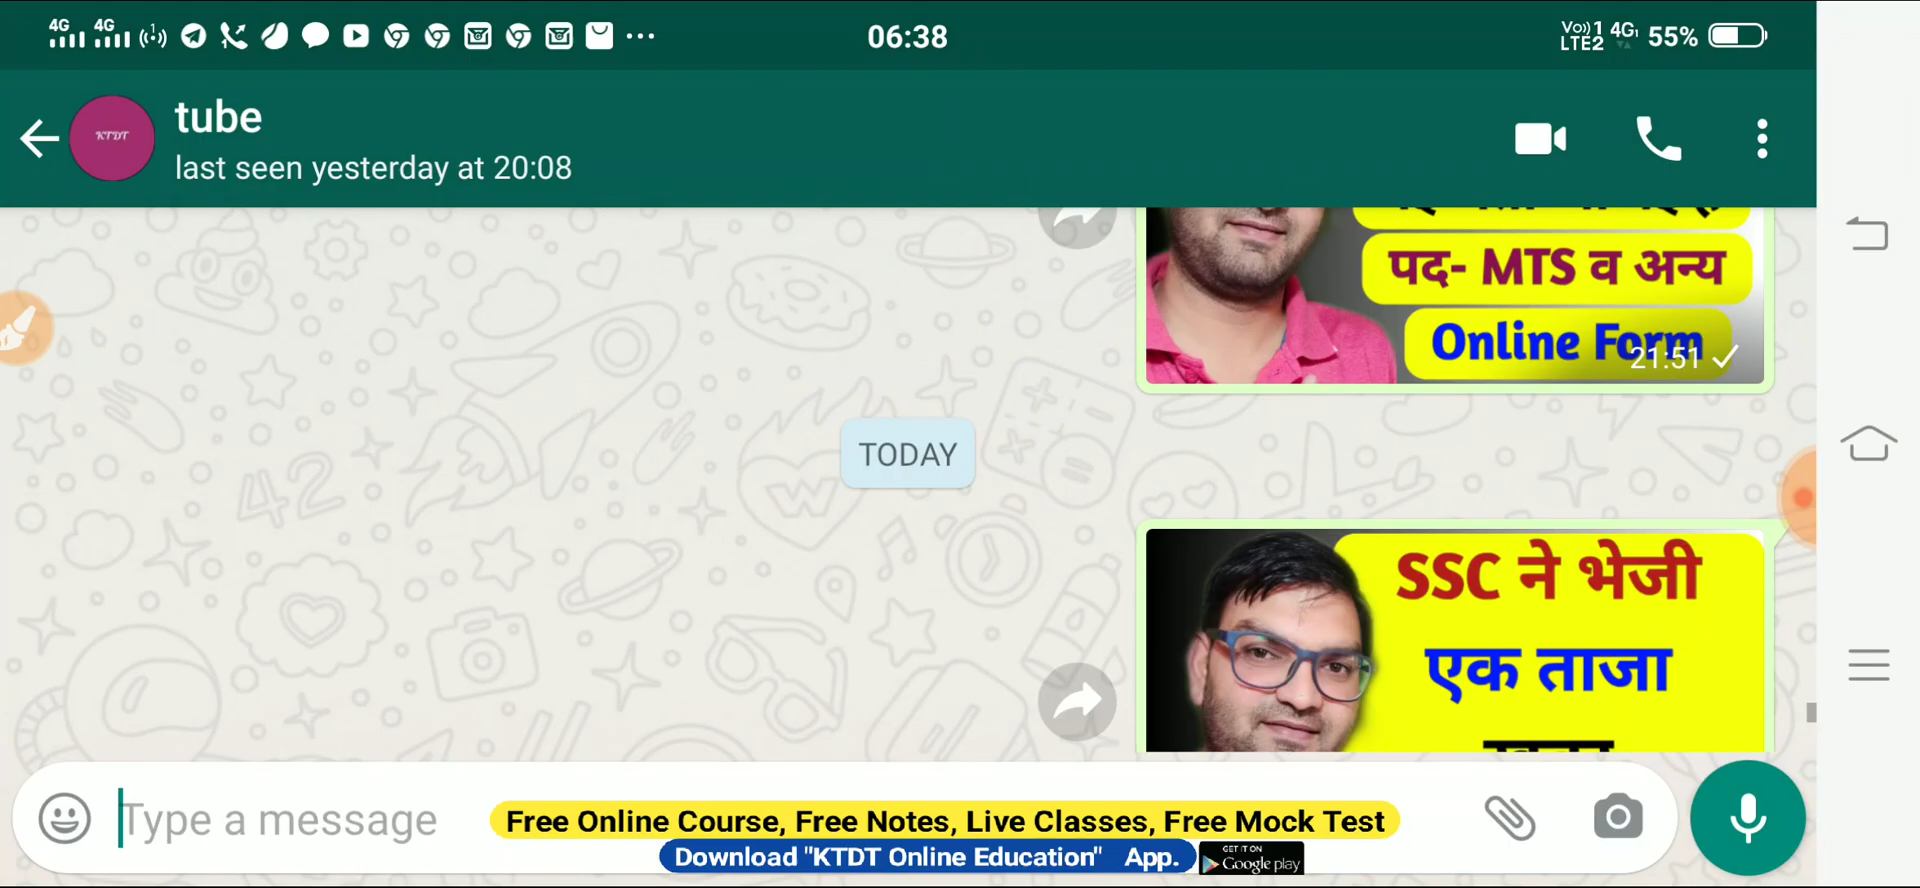 4G 4G
06:38
Vo))1 4G
LTE2
55%
KTDT
tube
last seen yesterday at 20:08
पद- MTS व अन्य
Online Form
21:51
TODAY
SSC ने भेजी
एक ताजा
Type a message
Free Online Course, Free Notes, Live Classes, Free Mock Test
Download "KTDT Online Education" App.
GET IT ON
Google play